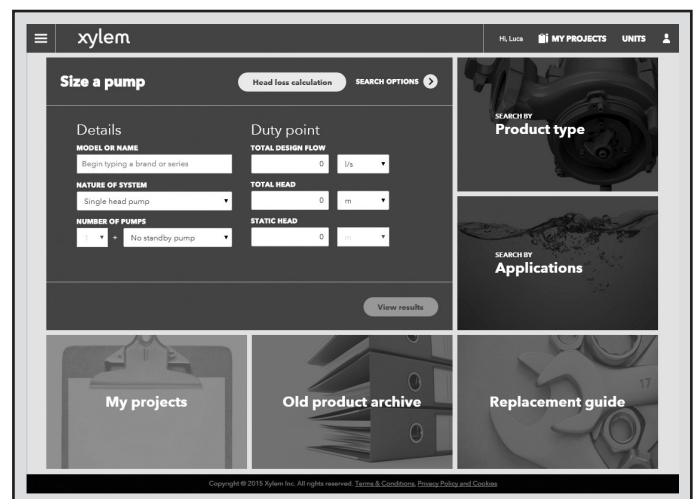 xylem
Hi, Luca MY PROJECTS UNITS
Size a pump
Head loss calculation
SEARCH OPTIONS
Details
MODEL OR NAME
Begin typing a brand or series
NATURE OF SYSTEM
Single head pump
NUMBER OF PUMPS
1 + No standby pump
Duty point
TOTAL DESIGN FLOW
0 l/s
TOTAL HEAD
0 m
STATIC HEAD
0 m
View results
SEARCH BY
Product type
SEARCH BY
Applications
My projects
Old product archive
Replacement guide
17
Copyright © 2015 Xylem Inc. All rights reserved. Terms & Conditions, Privacy Policy and Cookies